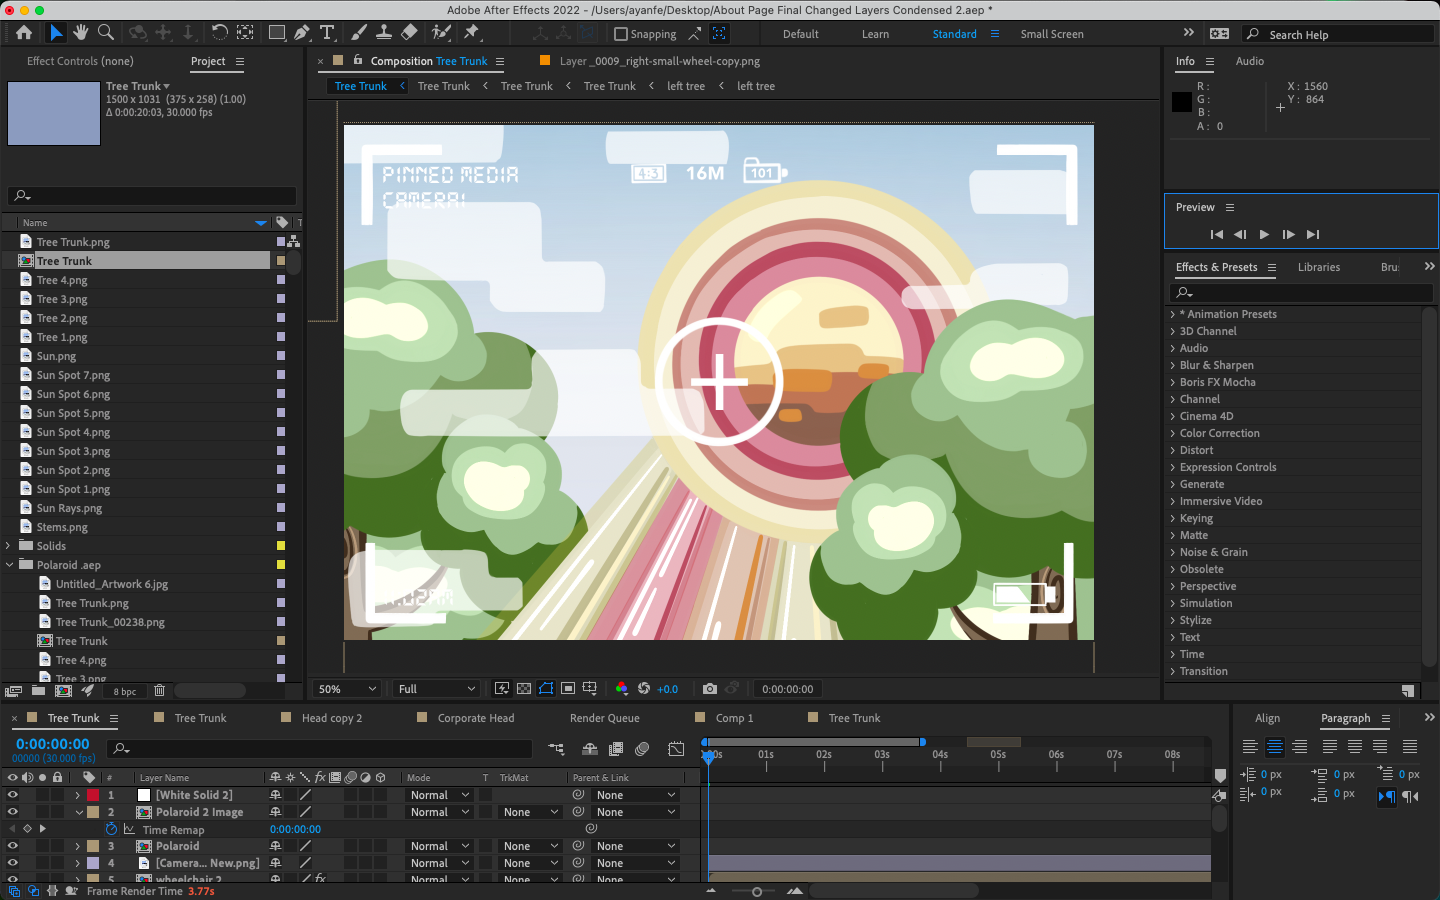 Adobe After Effects 2022 - /Users/ayanfe/Desktop/About Page Final Changed Layers Condensed 2.aep *
Snapping
Default
Learn
Standard
Small Screen
Search Help
Effect Controls (none)
Project
Composition Tree Trunk
Layer _0009_right-small-wheel-copy.png
Info
Audio
Tree Trunk
1500 x 1031 (375 x 258) (1.00)
Δ 0:00:20:03, 30.000 fps
Tree Trunk
Tree Trunk
Tree Trunk
Tree Trunk
left tree
left tree
R :
G :
B :
A : 0
X : 1560
Y : 864
PINNED MEDIA
CAMERA!
4:3
16M
101
Preview
Effects & Presets
Libraries
Name
Tree Trunk.png
Tree Trunk
Tree 4.png
Tree 3.png
Tree 2.png
Tree 1.png
Sun.png
Sun Spot 7.png
Sun Spot 6.png
Sun Spot 5.png
Sun Spot 4.png
Sun Spot 3.png
Sun Spot 2.png
Sun Spot 1.png
Sun Rays.png
Stems.png
Solids
Polaroid .aep
Untitled_Artwork 6.jpg
Tree Trunk.png
Tree Trunk_00238.png
Tree Trunk
Tree 4.png
Tree 3.png
8 bpc
* Animation Presets
3D Channel
Audio
Blur & Sharpen
Boris FX Mocha
Channel
Cinema 4D
Color Correction
Distort
Expression Controls
Generate
Immersive Video
Keying
Matte
Noise & Grain
Obsolete
Perspective
Simulation
Stylize
Text
Time
Transition
50%
Full
+0.0
0:00:00:00
Tree Trunk
Tree Trunk
Head copy 2
Corporate Head
Render Queue
Comp 1
Tree Trunk
Align
Paragraph
0:00:00:00
00000 (30.000 fps)
01s
02s
03s
04s
05s
06s
07s
08s
# Layer Name
Mode
T
TrkMat
Parent & Link
1 [White Solid 2] Normal None
2 Polaroid 2 Image Normal None None
Time Remap 0:00:00:00
3 Polaroid Normal None None
4 [Camera... New.png] Normal None None
5 wheelchair 2 Normal None None
0 px
0 px
0 px
0 px
0 px
Frame Render Time 3.77s